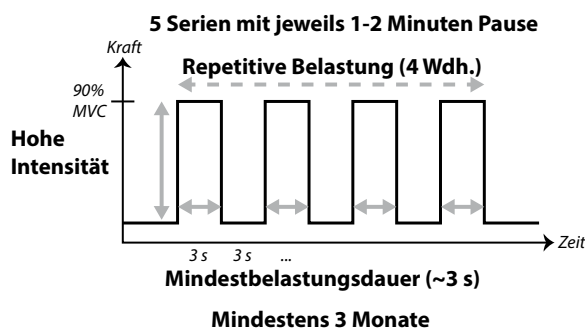 5 Serien mit jeweils 1-2 Minuten Pause
Kraft
Repetitive Belastung (4 Wdh.)
90%
MVC
Hohe
Intensität
Zeit
3 s 3 s ...
Mindestbelastungsdauer (~3 s)
Mindestens 3 Monate